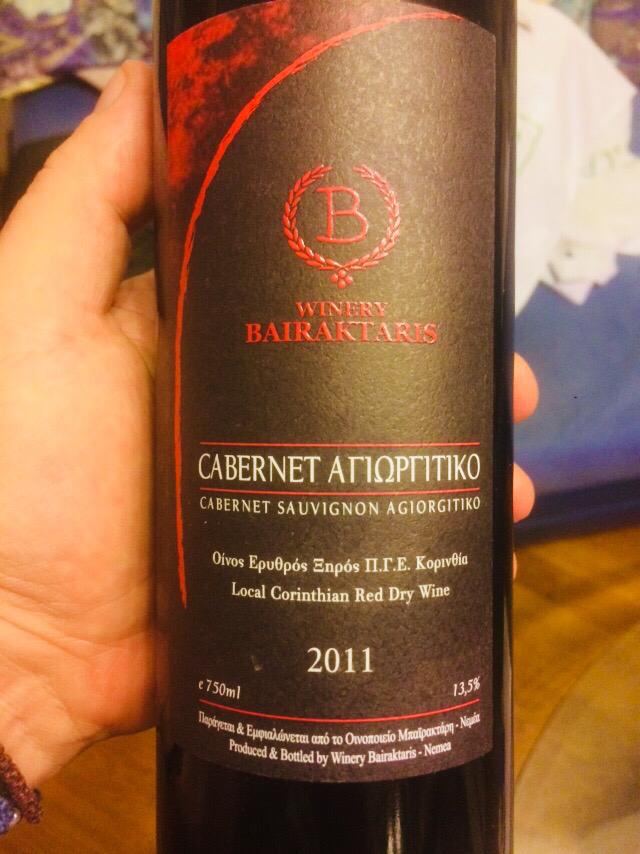 B
WINERY
BAIRAKTARIS
CABERNET ΑΓΙΩΡΓΙΤΙΚΟ
CABERNET SAUVIGNON AGIORGITIKO
Οίνος Ερυθρός Ξηρός Π.Γ.Ε. Κορινθία
Local Corinthian Red Dry Wine
2011
e 750ml 13,5%
Παράγεται & Εμφιαλώνεται από το Οινοποιείο Μπαϊρακτάρη - Νεμέα
Produced & Bottled by Winery Bairaktaris - Nemea